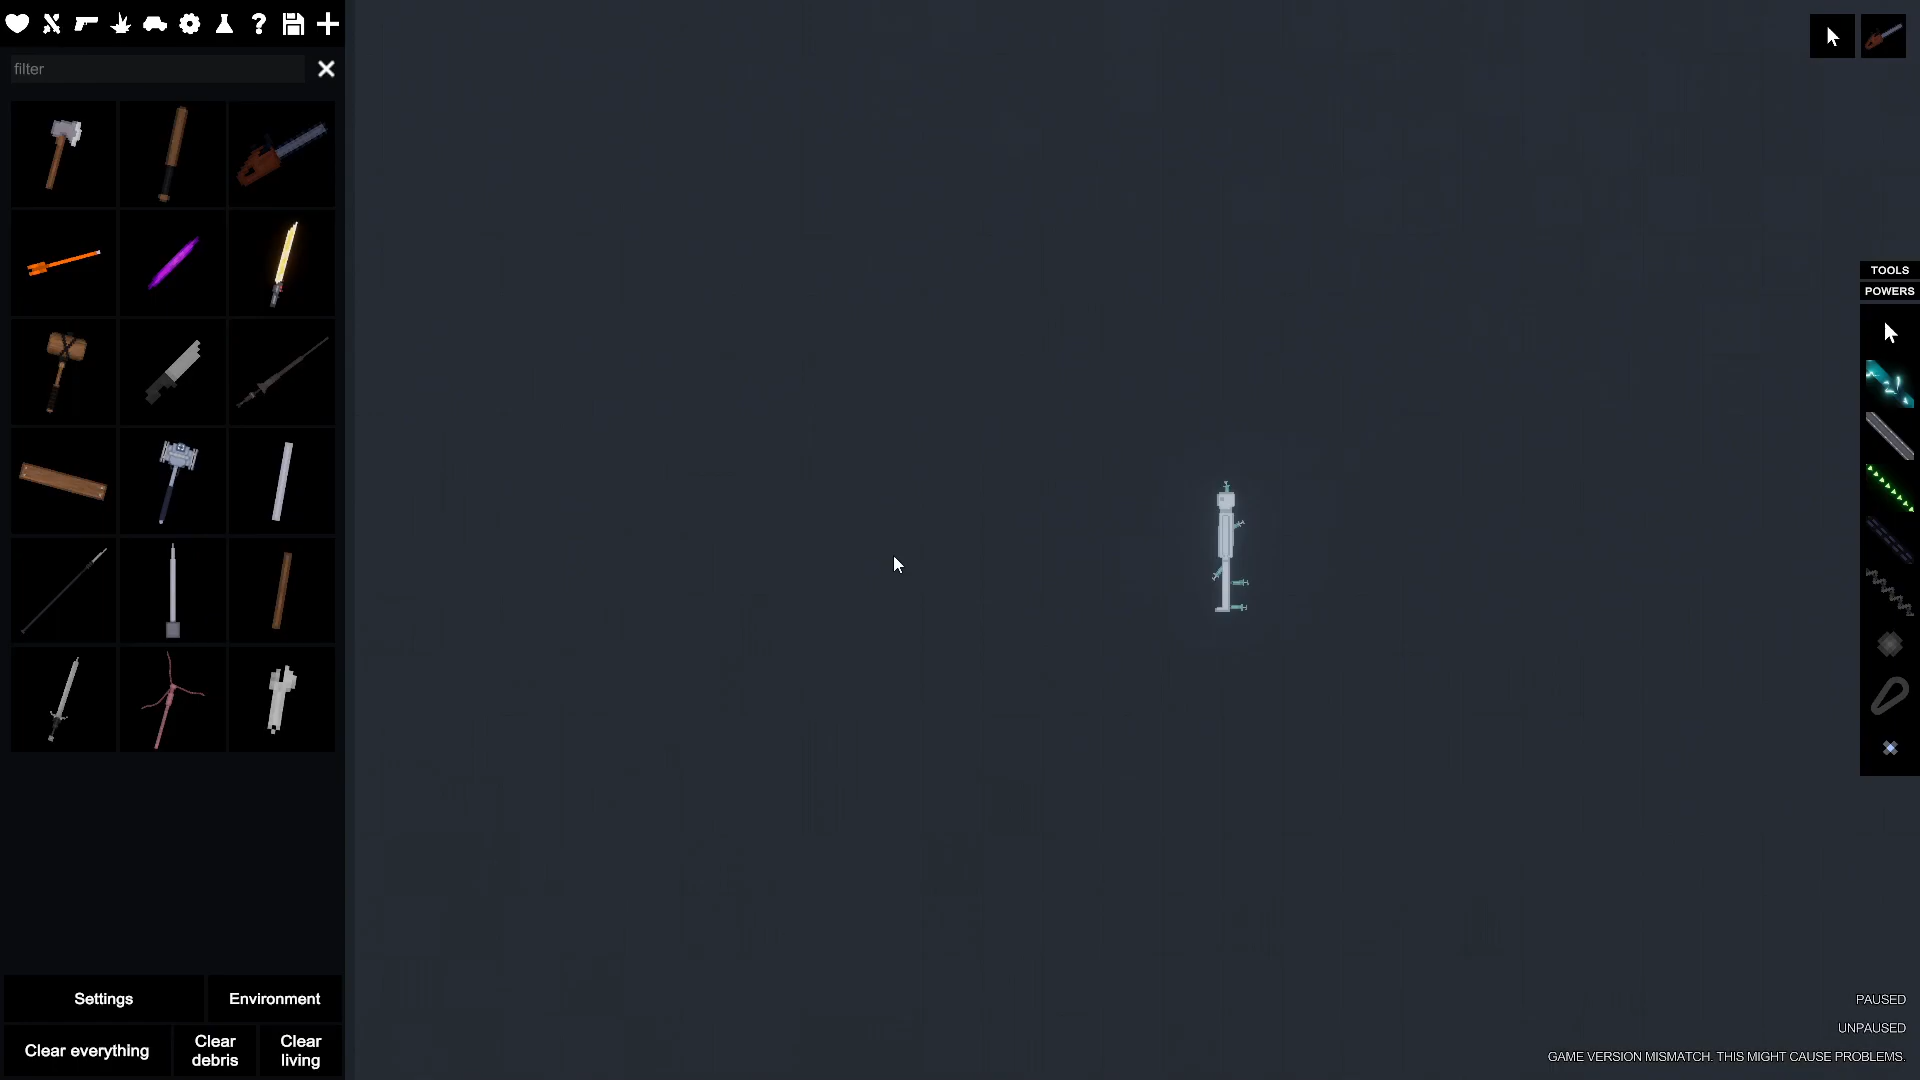 filter
TOOLS
POWERS
Settings
Environment
Clear everything
Clear
debris
Clear
living
PAUSED
UNPAUSED
GAME VERSION MISMATCH. THIS MIGHT CAUSE PROBLEMS.